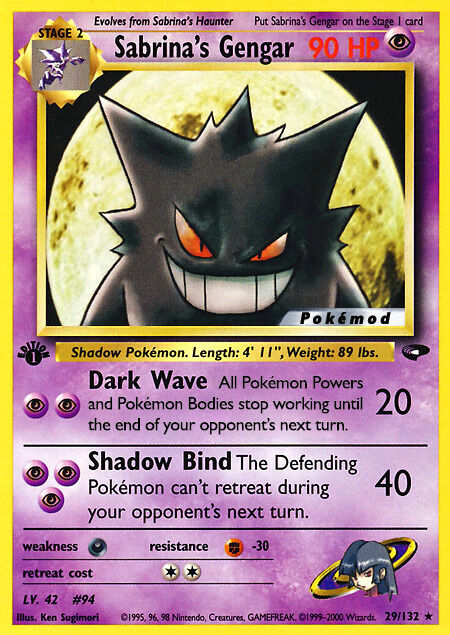 Evolves from Sabrina's Haunter Put Sabrina's Gengar on the Stage 1 card
STAGE 2
Sabrina's Gengar 90 HP
Pokémod
EDITION 1
Shadow Pokémon. Length: 4' 11", Weight: 89 lbs.
Dark Wave All Pokémon Powers
and Pokémon Bodies stop working until
the end of your opponent's next turn.
20
Shadow Bind The Defending
Pokémon can't retreat during
your opponent's next turn.
40
weakness resistance -30
retreat cost
LV. 42 #94
Illus. Ken Sugimori ©1995, 96, 98 Nintendo, Creatures, GAMEFREAK. ©1999-2000 Wizards. 29/132 ★